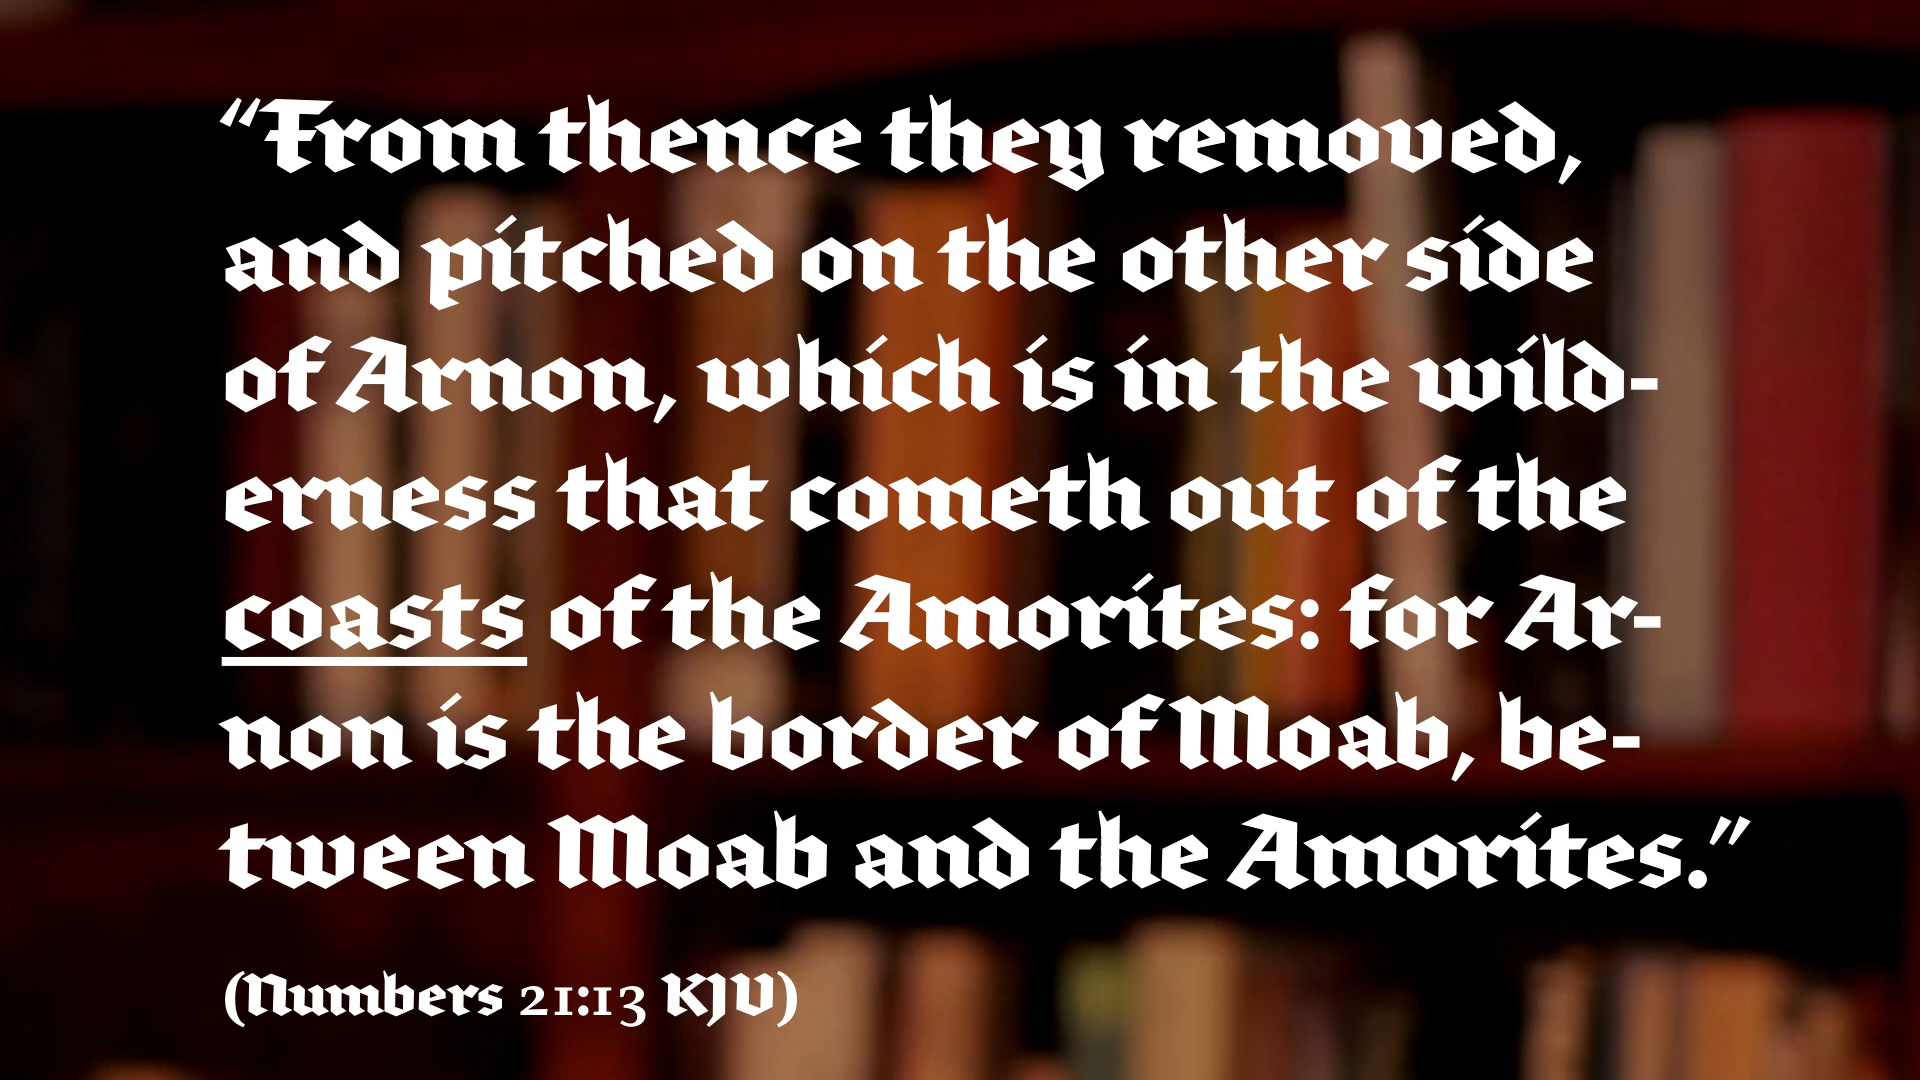 “From thence they removed,
and pitched on the other side
of Arnon, which is in the wild-
erness that cometh out of the
coasts of the Amorites: for Ar-
non is the border of Moab, be-
tween Moab and the Amorites.”
(Numbers 21:13 KJV)